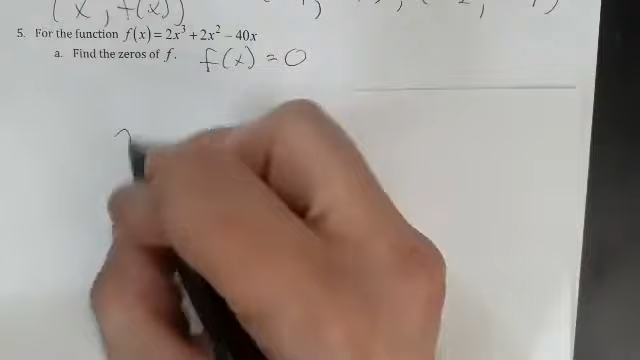 (x, f(x))
5. For the function f(x) = 2x³ + 2x² − 40x
a. Find the zeros of f. f(x) = 0